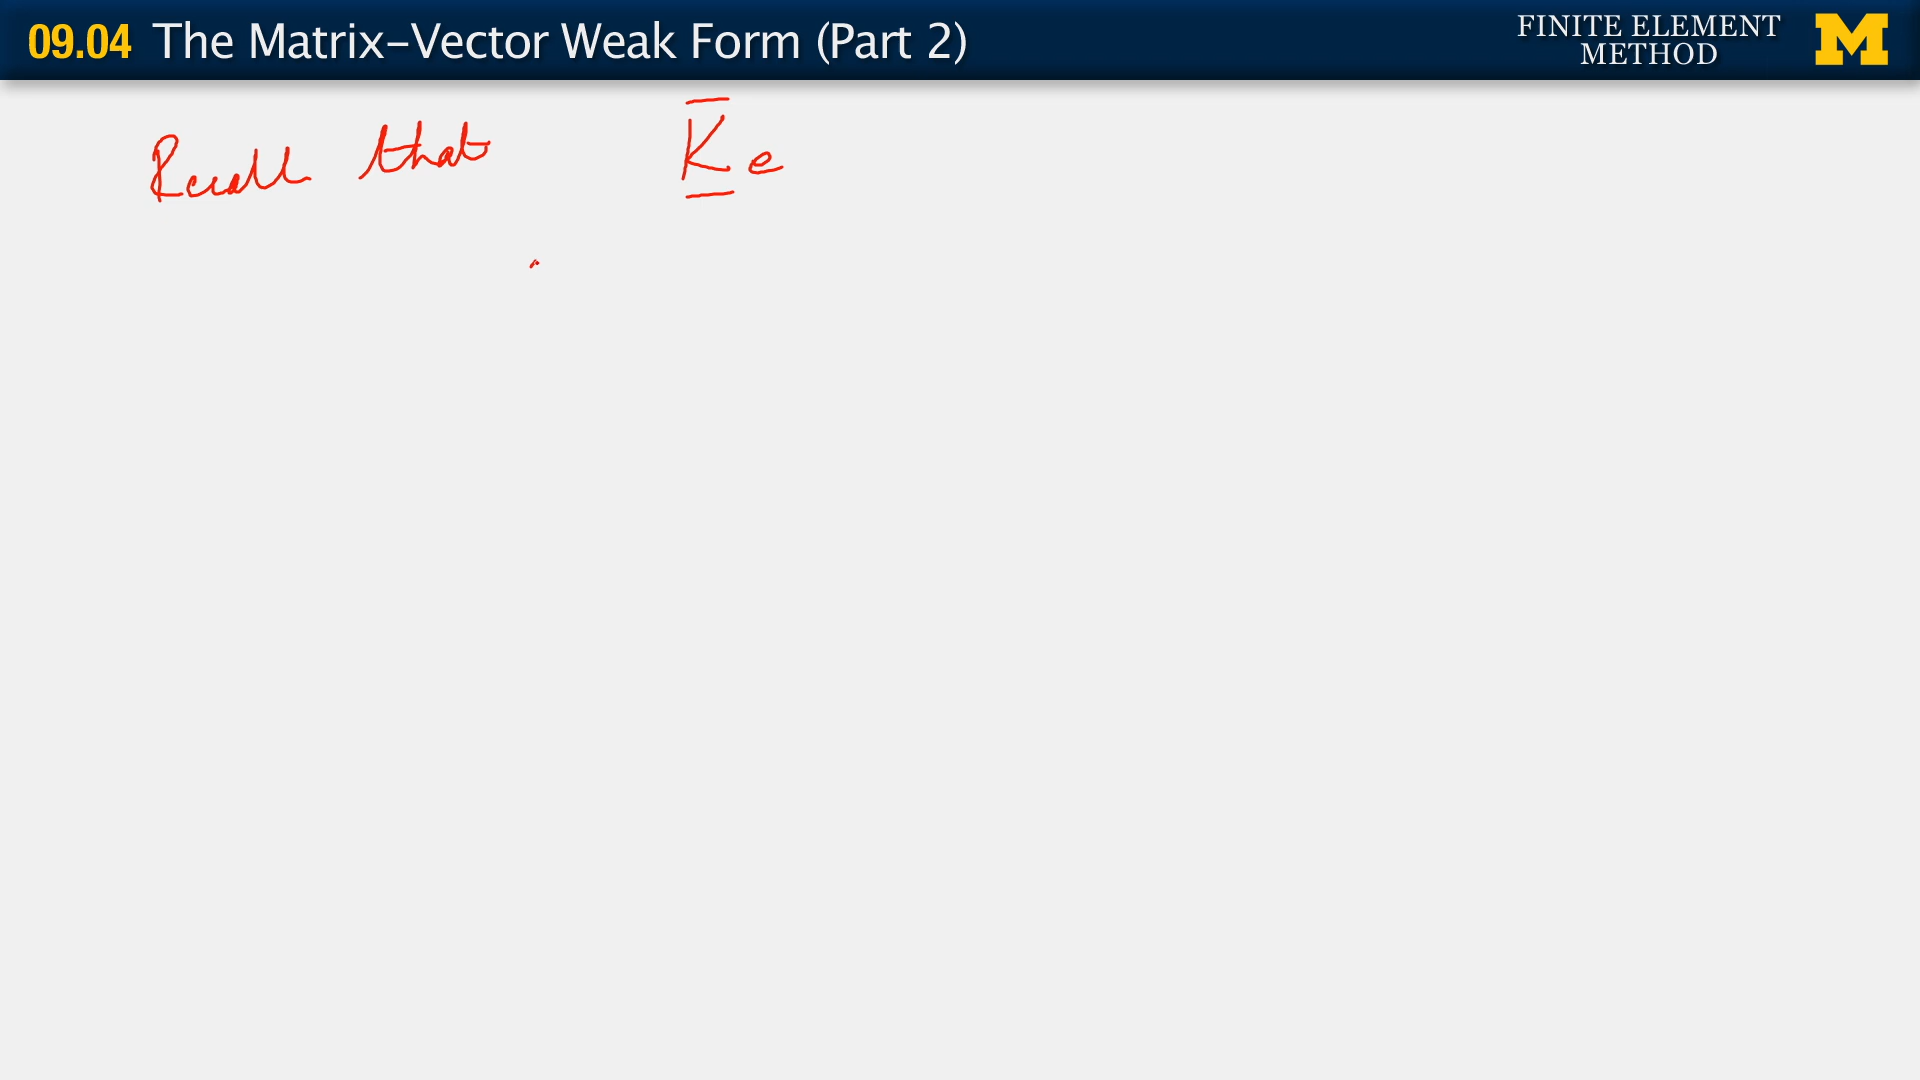 09.04 The Matrix–Vector Weak Form (Part 2)
FINITE ELEMENT
METHOD
M
Recall that K̲̅ e